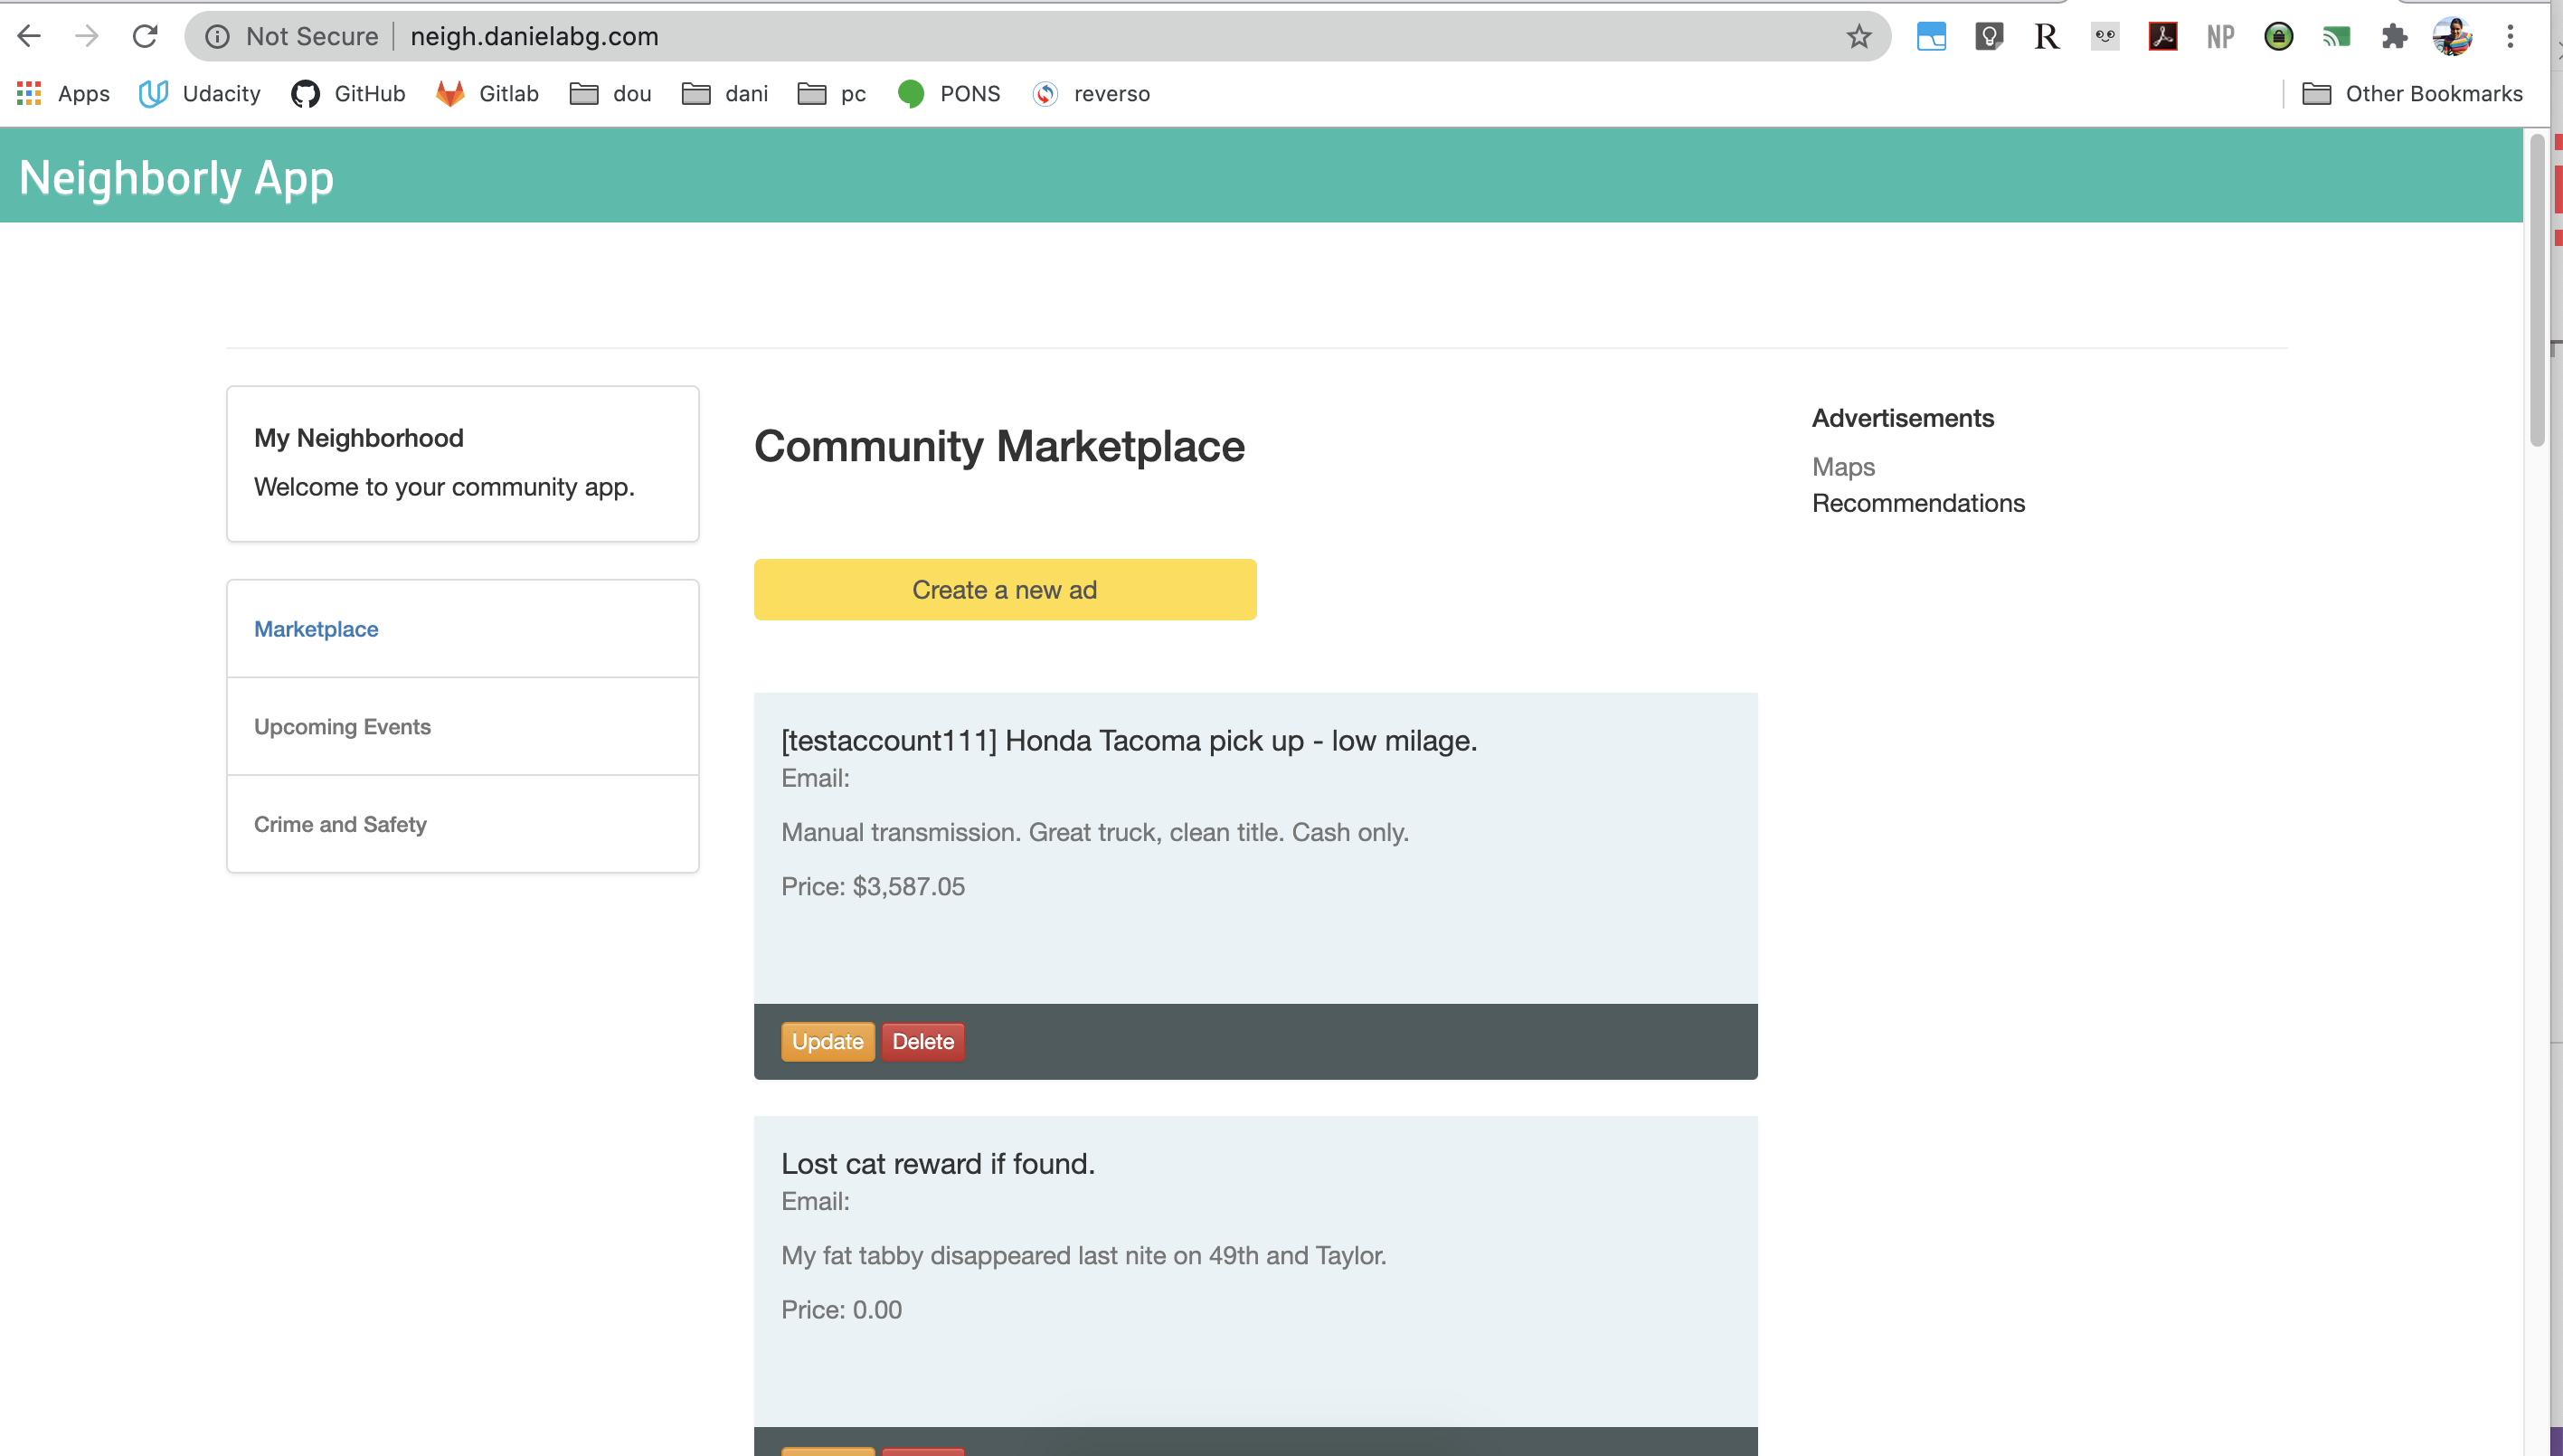 Not Secure neigh.danielabg.com
R NP
Apps Udacity GitHub Gitlab dou dani pc PONS reverso Other Bookmarks
Neighborly App
My Neighborhood
Welcome to your community app.
Marketplace
Upcoming Events
Crime and Safety
Community Marketplace
Create a new ad
[testaccount111] Honda Tacoma pick up - low milage.
Email:
Manual transmission. Great truck, clean title. Cash only.
Price: $3,587.05
Update Delete
Lost cat reward if found.
Email:
My fat tabby disappeared last nite on 49th and Taylor.
Price: 0.00
Advertisements
Maps
Recommendations